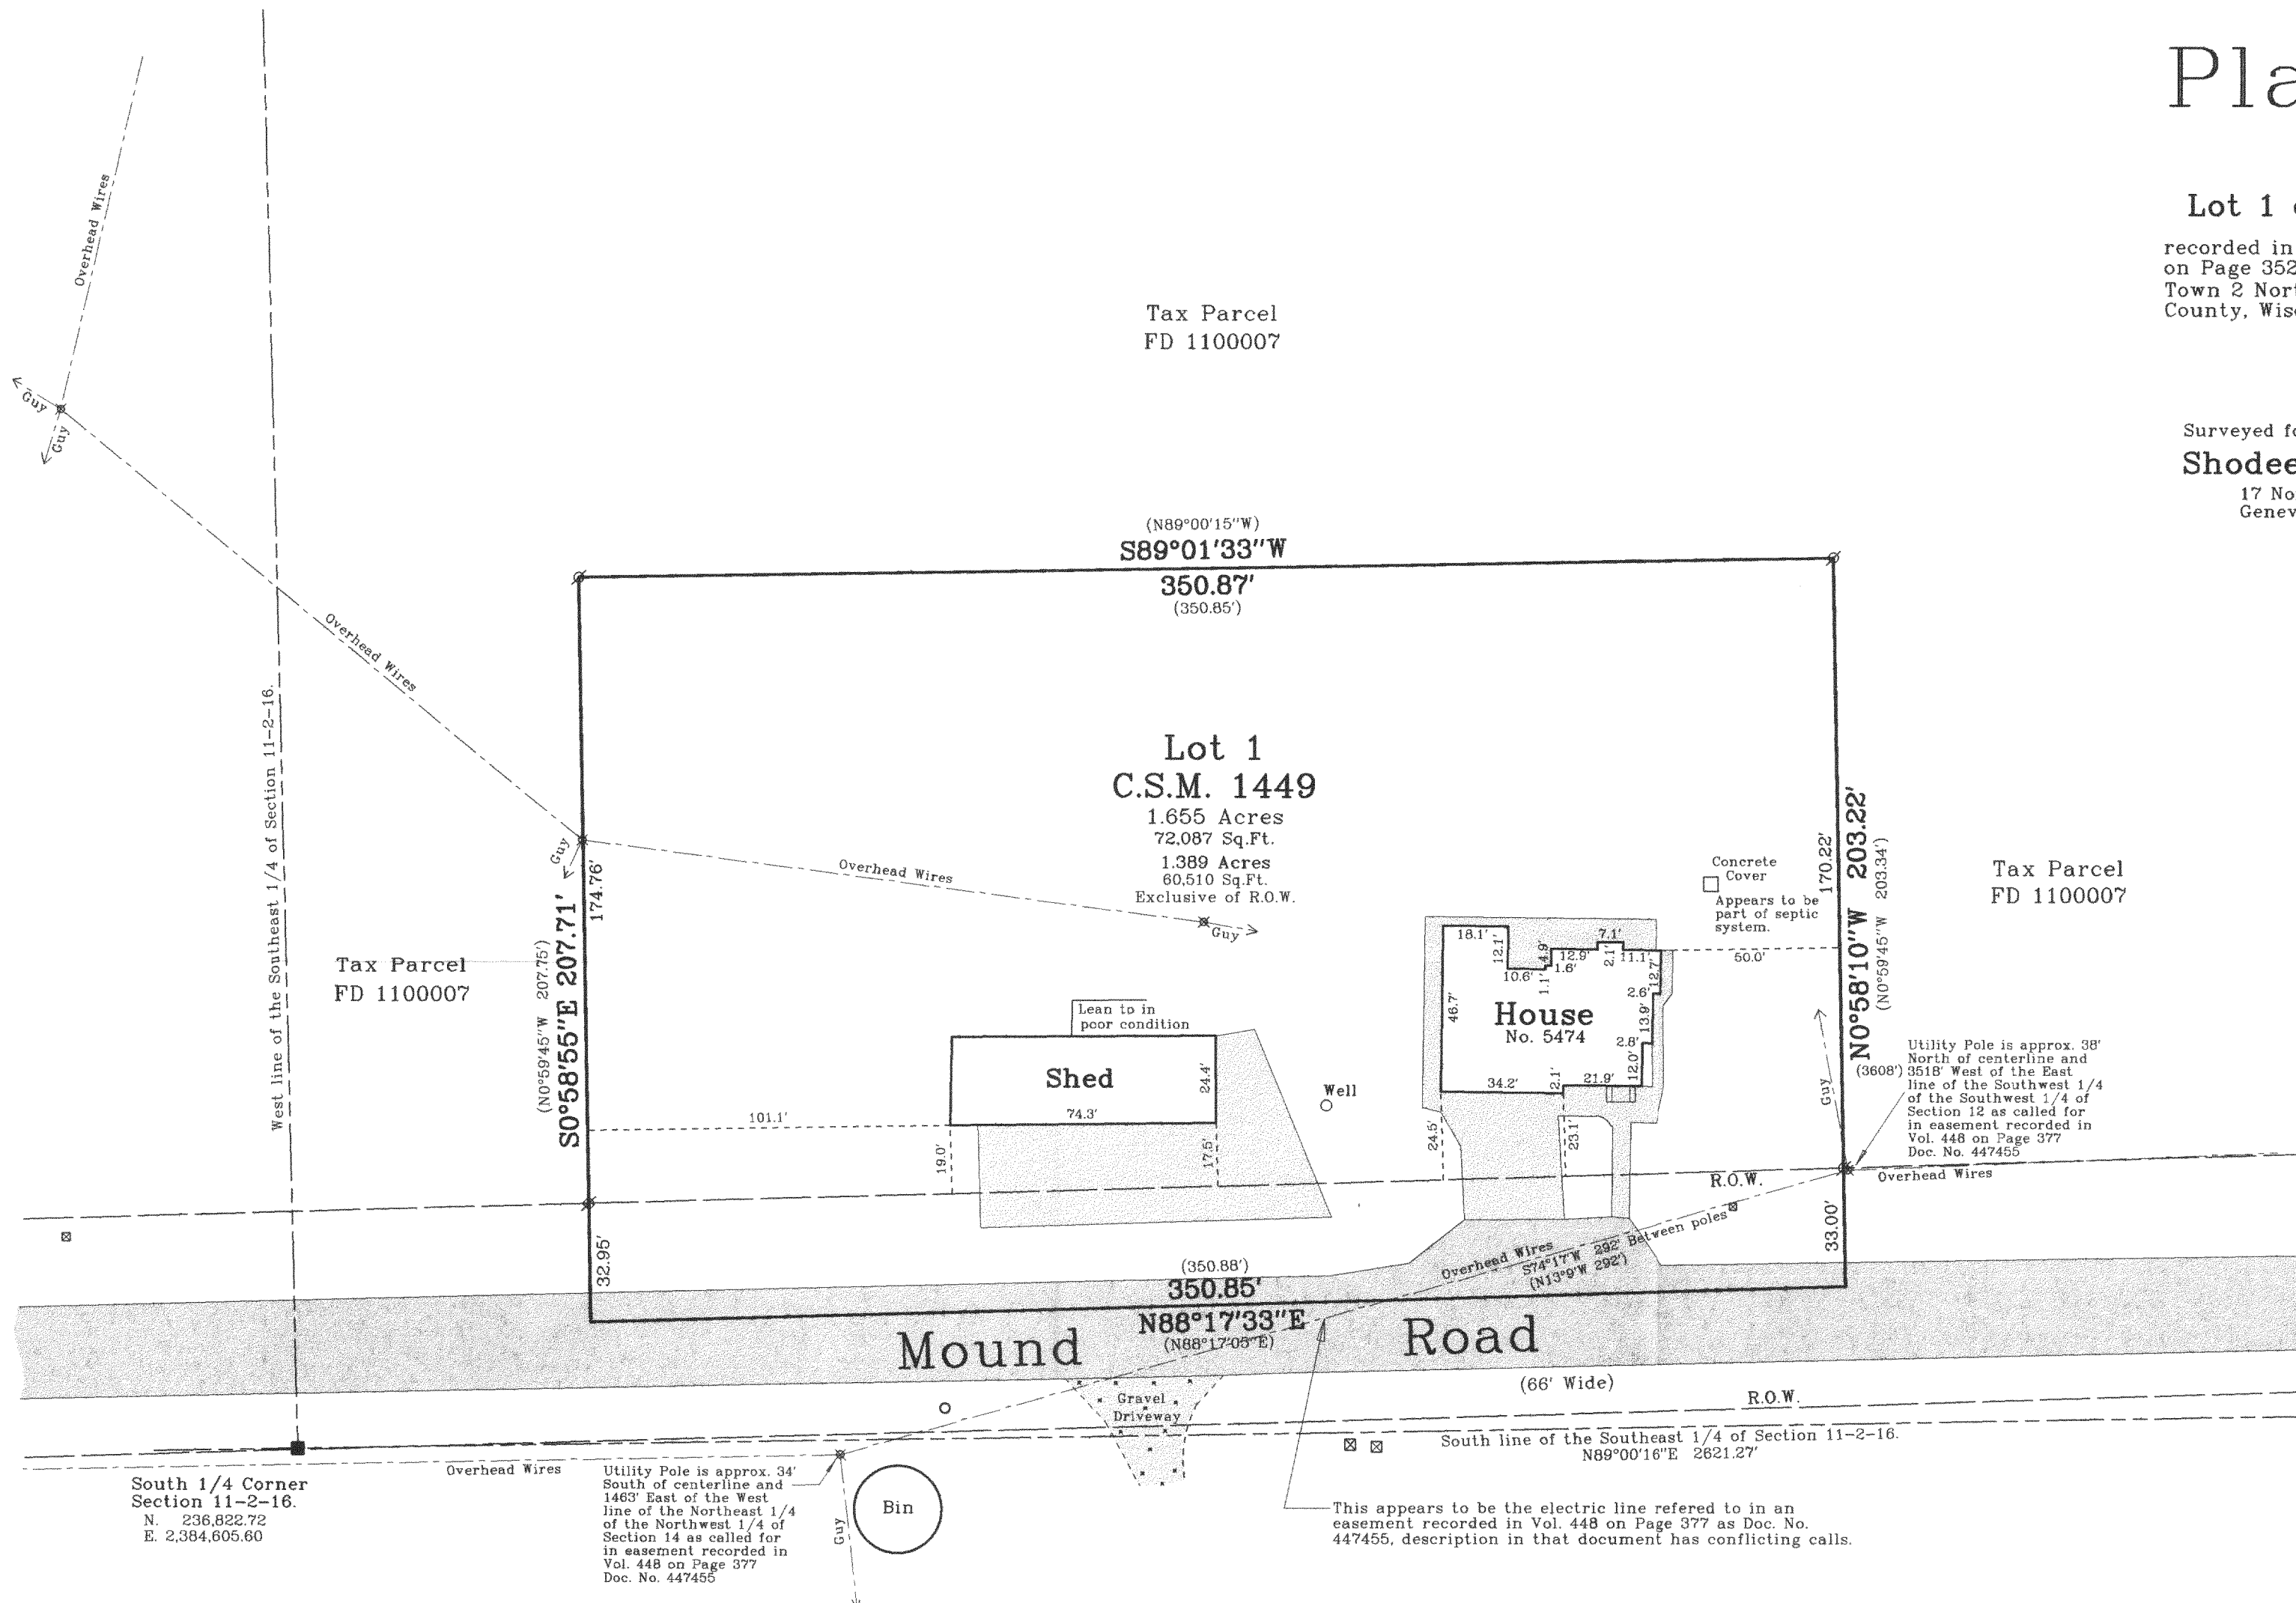 Pla
Lot 1
recorded in
on Page 352
Town 2 Nort
County, Wisc
Surveyed fo
Shodee
17 No
Genev
Overhead Wires
Guy
Guy
Overhead Wires
West line of the Southeast 1/4 of Section 11-2-16.
Tax Parcel
FD 1100007
(N89°00'15"W)
S89°01'33"W
350.87'
(350.85')
Lot 1
C.S.M. 1449
1.655 Acres
72,087 Sq.Ft.
1.389 Acres
60,510 Sq.Ft.
Exclusive of R.O.W.
Guy
174.76'
S0°58'55"E 207.71'
(N0°59'45"W 207.75')
32.95'
Overhead Wires
Guy
Tax Parcel
FD 1100007
Lean to in
poor condition
Shed
24.4'
74.3'
101.1'
19.0'
17.5'
Well
Concrete
Cover
Appears to be
part of septic
system.
18.1'
12.1'
10.6'
1.1'
4.9'
1.6'
12.9'
7.1'
2.1'
11.1'
12.7'
2.6'
13.9'
2.8'
12.0'
21.9'
2.1'
34.2'
46.7'
House
No. 5474
50.0'
24.5'
23.1'
170.22'
N0°58'10"W 203.22'
(N0°59'45"W 203.34')
33.00'
Guy
Tax Parcel
FD 1100007
Utility Pole is approx. 38'
North of centerline and
(3608') 3518' West of the East
line of the Southwest 1/4
of the Southwest 1/4 of
Section 12 as called for
in easement recorded in
Vol. 448 on Page 377
Doc. No. 447455
Overhead Wires
R.O.W.
Overhead Wires
S74°17'W 292' Between poles
(N13°9'W 292')
(350.88')
350.85'
N88°17'33"E
(N88°17'05"E)
Mound Road
(66' Wide)
R.O.W.
Gravel
Driveway
South line of the Southeast 1/4 of Section 11-2-16.
N89°00'16"E 2621.27'
South 1/4 Corner
Section 11-2-16.
N. 236,822.72
E. 2,384,605.60
Overhead Wires
Utility Pole is approx. 34'
South of centerline and
1463' East of the West
line of the Northeast 1/4
of the Northwest 1/4 of
Section 14 as called for
in easement recorded in
Vol. 448 on Page 377
Doc. No. 447455
Guy
Bin
This appears to be the electric line refered to in an
easement recorded in Vol. 448 on Page 377 as Doc. No.
447455, description in that document has conflicting calls.